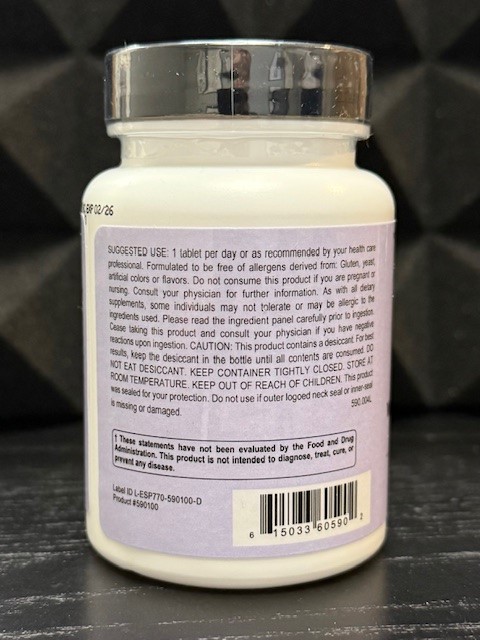 EXP 02/26
SUGGESTED USE: 1 tablet per day or as recommended by your health care
professional. Formulated to be free of allergens derived from: Gluten, yeast,
artificial colors or flavors. Do not consume this product if you are pregnant or
nursing. Consult your physician for further information. As with all dietary
supplements, some individuals may not tolerate or may be allergic to the
ingredients used. Please read the ingredient panel carefully prior to ingestion.
Cease taking this product and consult your physician if you have negative
reactions upon ingestion. CAUTION: This product contains a desiccant. For best
results, keep the desiccant in the bottle until all contents are consumed. DO
NOT EAT DESICCANT. KEEP CONTAINER TIGHTLY CLOSED. STORE AT
ROOM TEMPERATURE. KEEP OUT OF REACH OF CHILDREN. This product
was sealed for your protection. Do not use if outer logoed neck seal or inner-seal
is missing or damaged.
590.004L
† These statements have not been evaluated by the Food and Drug
Administration. This product is not intended to diagnose, treat, cure, or
prevent any disease.
Label ID L-ESP770-590100-D
Product #590100
6 15033 60590 2